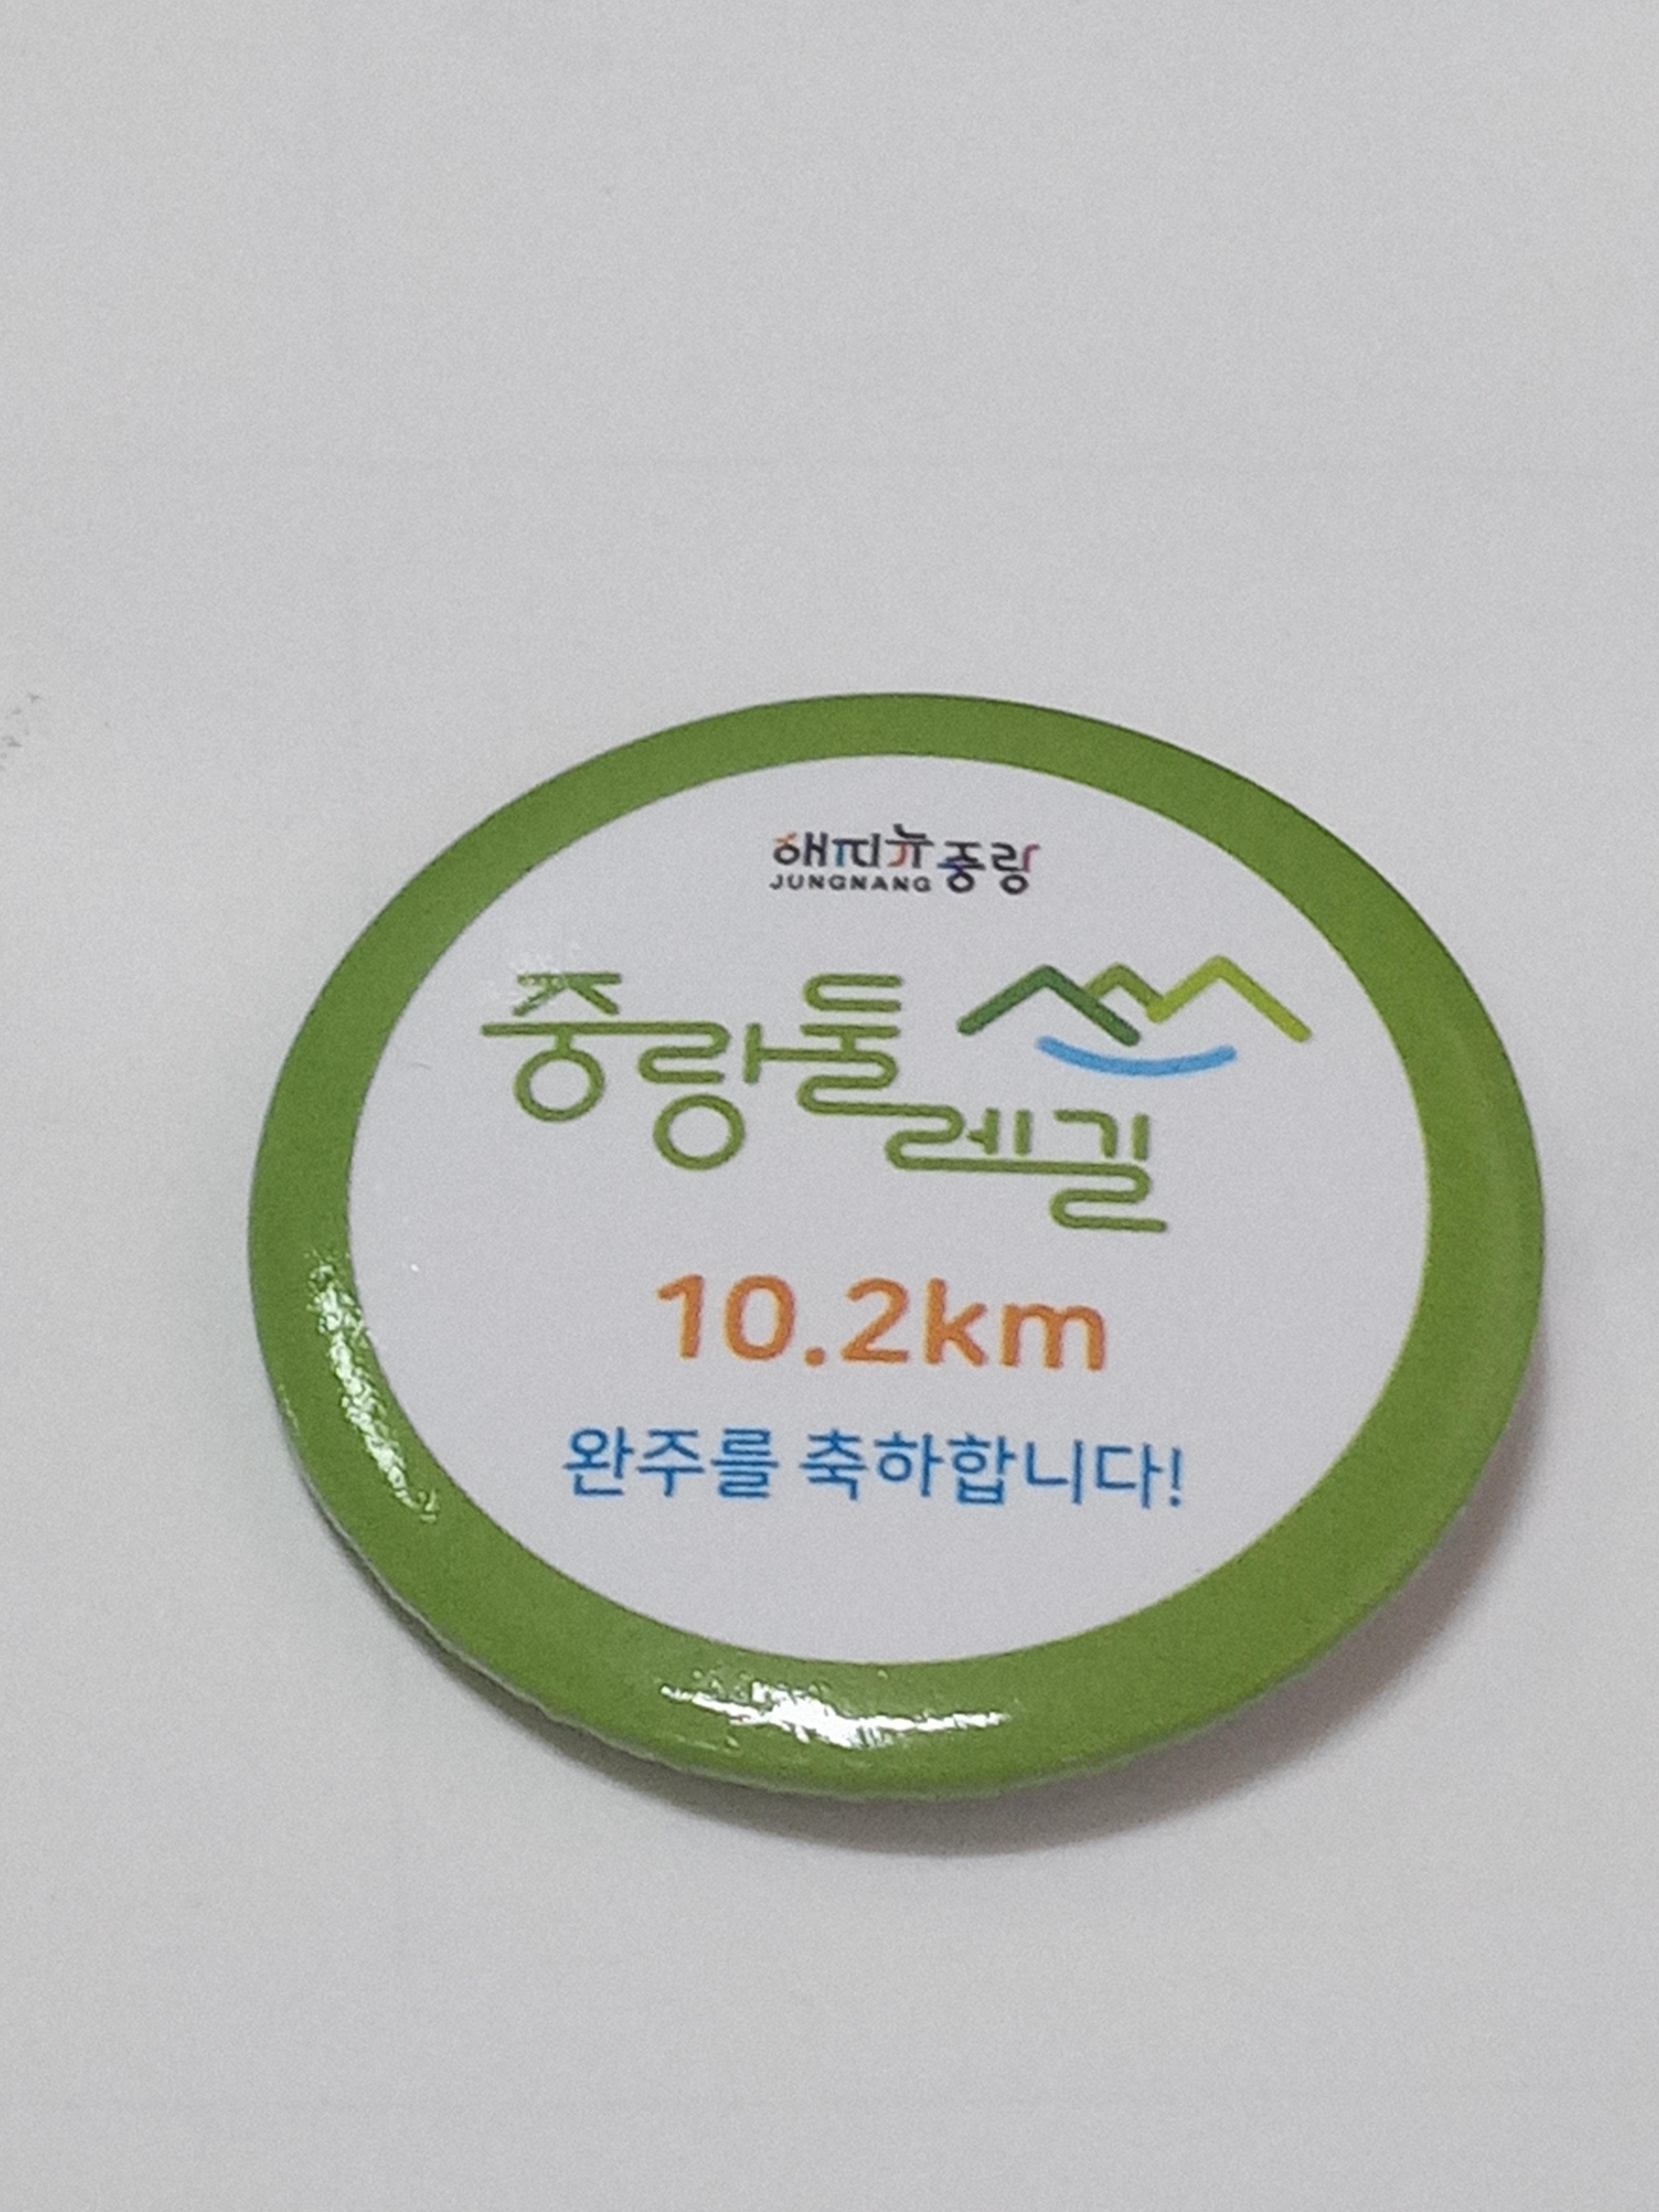 해피뉴중랑
JUNGNANG
중랑둘
레길
10.2km
완주를 축하합니다!